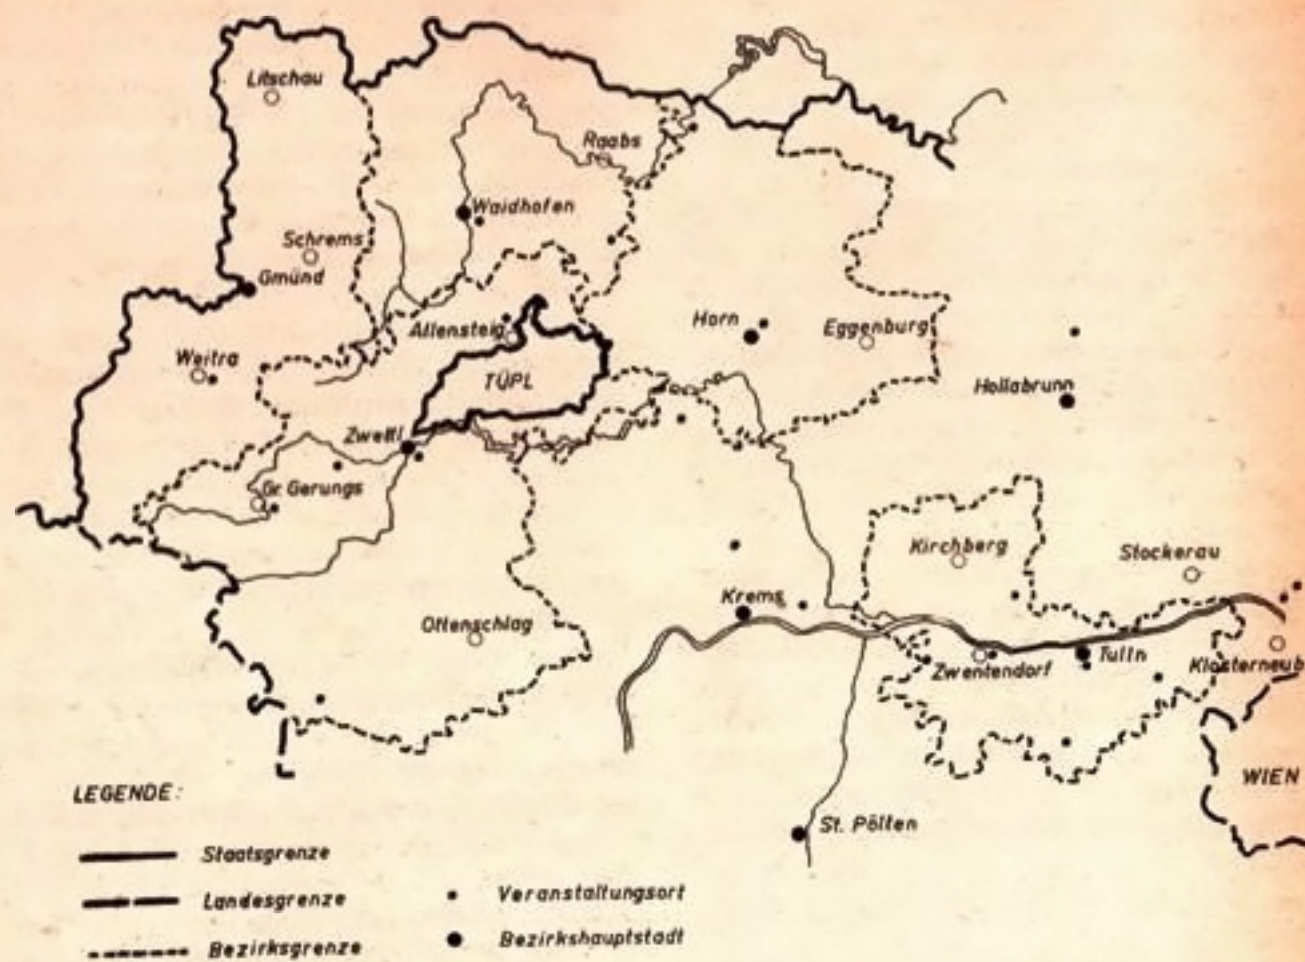 Litschau
Raabs
Waidhofen
Schrems
Gmünd
Allensteig
Horn
Eggenburg
Weitra
TÜPL
Hollabrunn
Zwettl
Gr. Gerungs
Kirchberg
Stockerau
Krems
Ottenschlag
Zwentendorf
Tulln
Klosterneub
WIEN
St. Pölten
LEGENDE:
Staatsgrenze
Landesgrenze
Bezirksgrenze
Veranstaltungsort
Bezirkshauptstadt